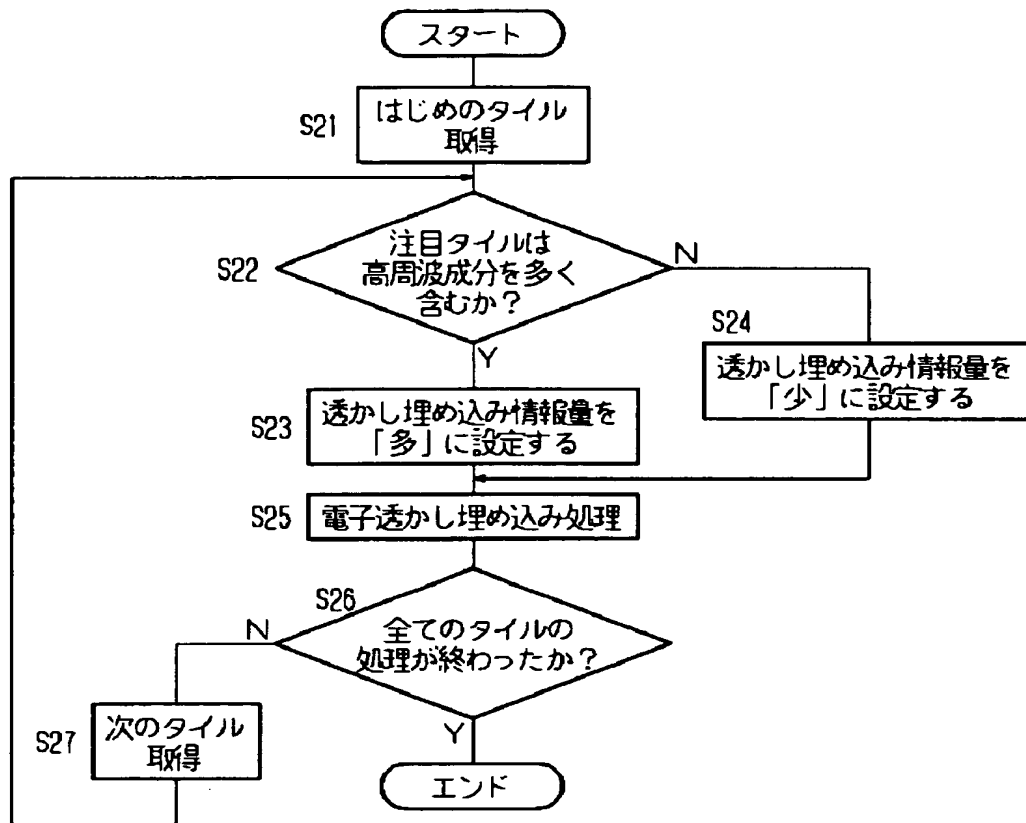 スタート
S21
はじめのタイル
取得
S22
注目タイルは
高周波成分を多く
含むか?
N
Y
S24
透かし埋め込み情報量を
「少」に設定する
S23
透かし埋め込み情報量を
「多」に設定する
S25
電子透かし埋め込み処理
S26
全てのタイルの
処理が終わったか?
N
Y
S27
次のタイル
取得
エンド